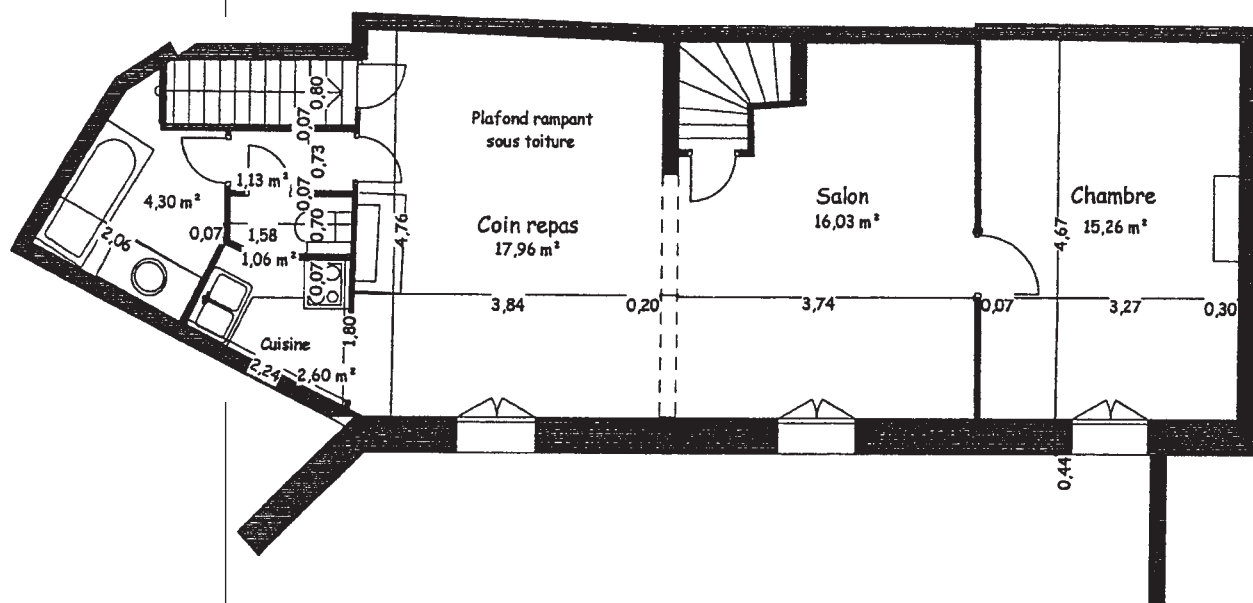 0,80
0,07
Plafond rampant
sous toiture
0,73
1,13 m²
0,07
4,30 m²
Salon
16,03 m²
Chambre
15,26 m²
0,70
4,76
Coin repas
17,96 m²
4,67
2,06
0,07
1,58
1,06 m²
0,07
3,84
0,20
3,74
0,07
3,27
0,30
1,80
Cuisine
2,24
2,60 m²
0,44